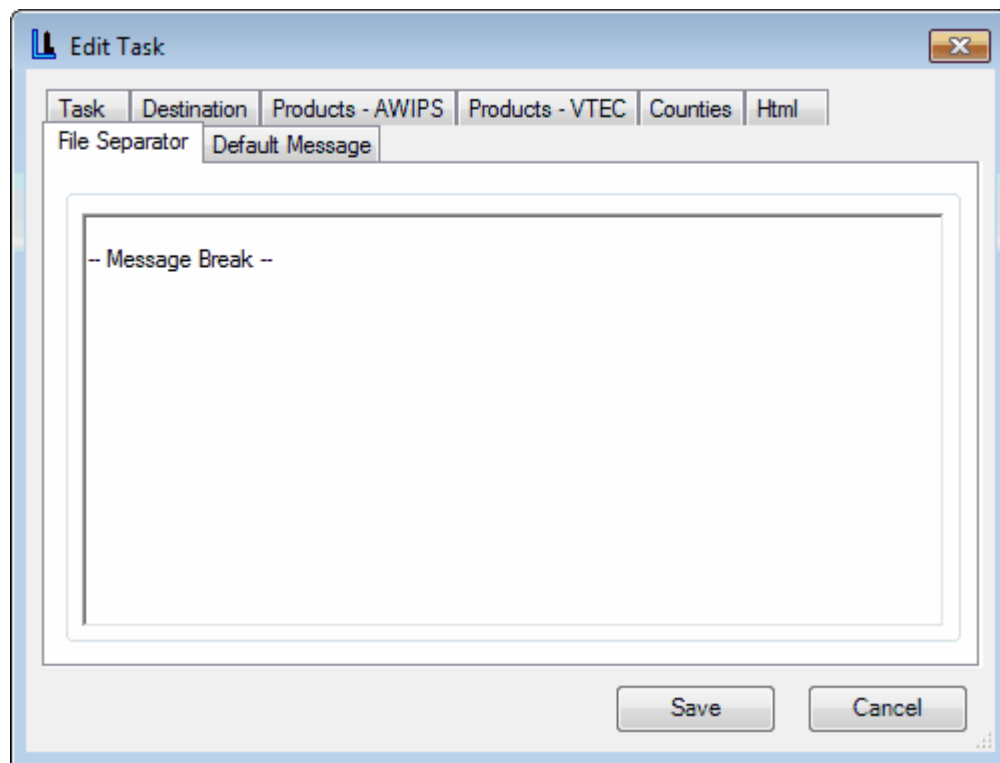 Edit Task
Task Destination Products - AWIPS Products - VTEC Counties Html
File Separator Default Message
-- Message Break --
Save Cancel